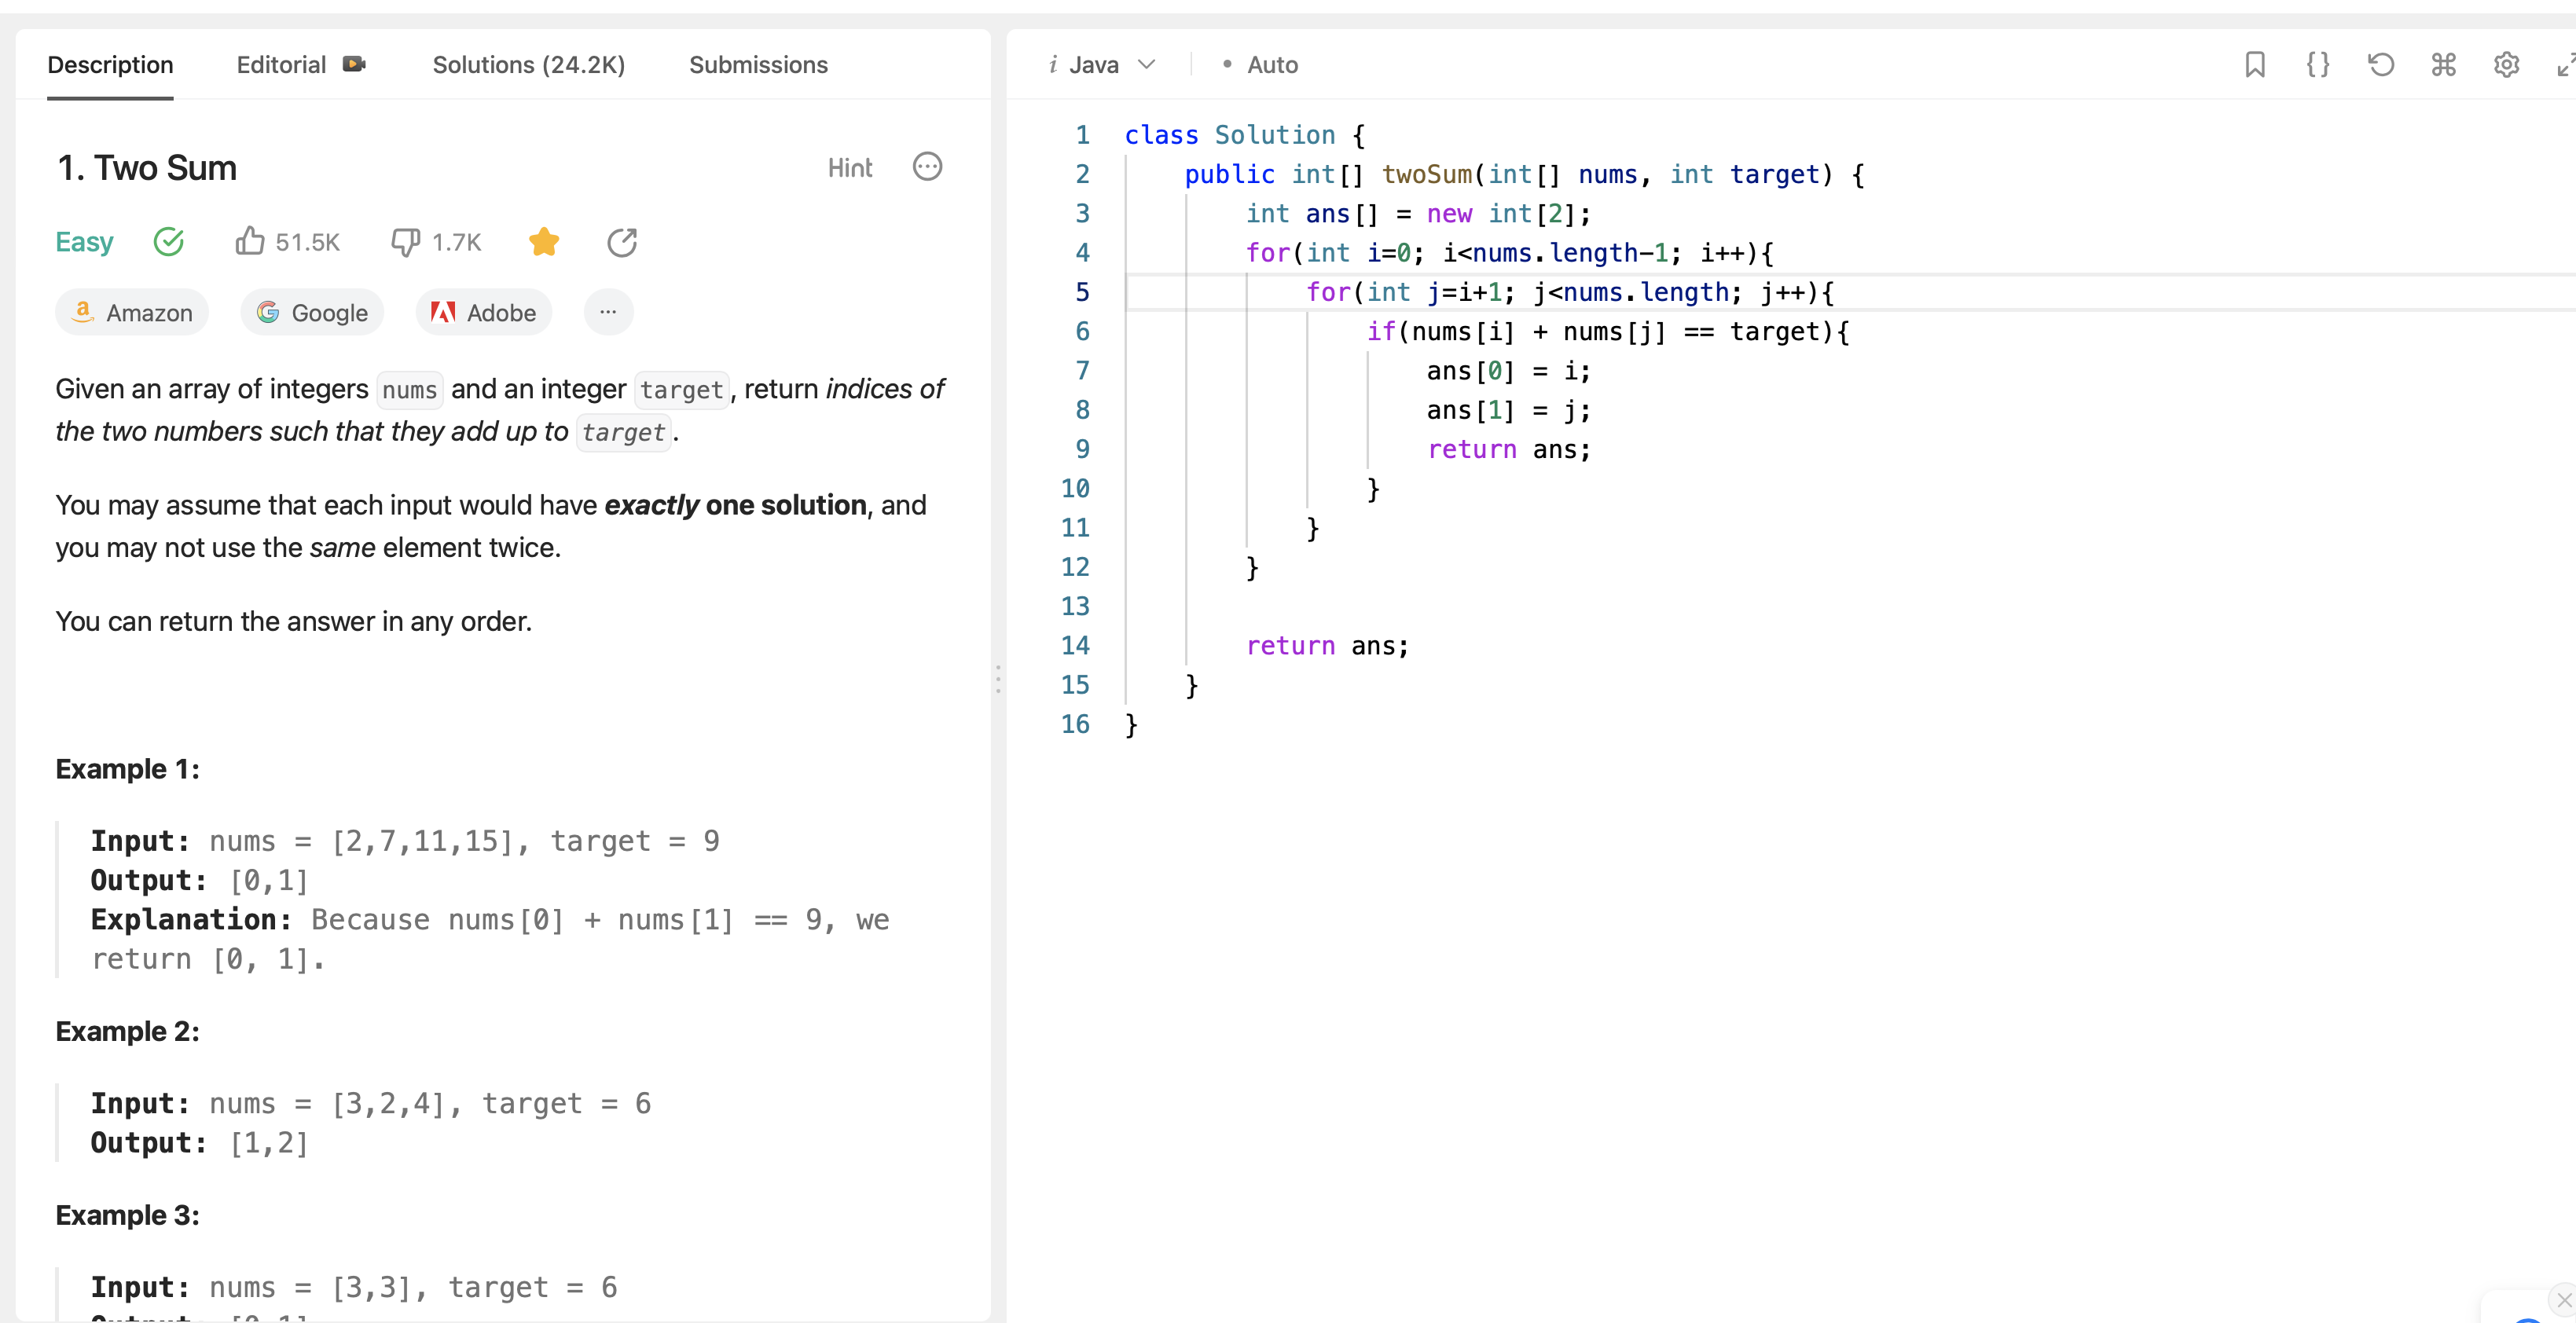 Description Editorial Solutions (24.2K) Submissions
1. Two Sum Hint
Easy 51.5K 1.7K
Amazon Google Adobe ...
Given an array of integers nums and an integer target, return indices of
the two numbers such that they add up to target.
You may assume that each input would have exactly one solution, and
you may not use the same element twice.
You can return the answer in any order.
Example 1:
Input: nums = [2,7,11,15], target = 9
Output: [0,1]
Explanation: Because nums[0] + nums[1] == 9, we
return [0, 1].
Example 2:
Input: nums = [3,2,4], target = 6
Output: [1,2]
Example 3:
Input: nums = [3,3], target = 6
i Java • Auto
1 class Solution {
2     public int[] twoSum(int[] nums, int target) {
3         int ans[] = new int[2];
4         for(int i=0; i<nums.length-1; i++){
5             for(int j=i+1; j<nums.length; j++){
6                 if(nums[i] + nums[j] == target){
7                     ans[0] = i;
8                     ans[1] = j;
9                     return ans;
10                 }
11             }
12         }
13
14         return ans;
15     }
16 }